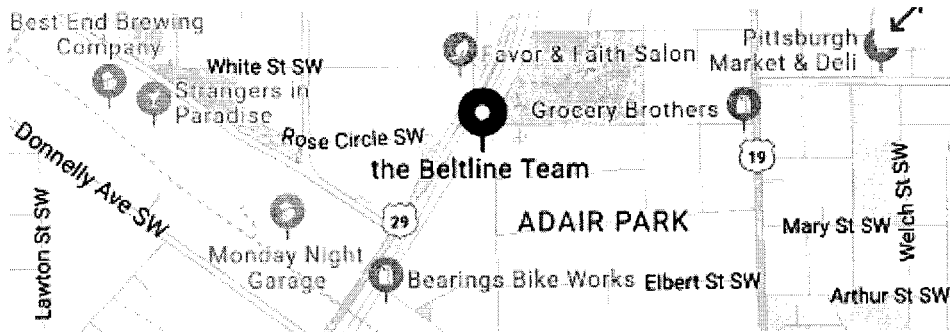 Best End Brewing
Company
White St SW
Strangers in
Paradise
Favor & Faith Salon
Pittsburgh
Market & Deli
Grocery Brothers
Donnelly Ave SW
Rose Circle SW
the Beltline Team
19
Lawton St SW
29
ADAIR PARK
Mary St SW
Welch St SW
Monday Night
Garage
Bearings Bike Works
Elbert St SW
Arthur St SW